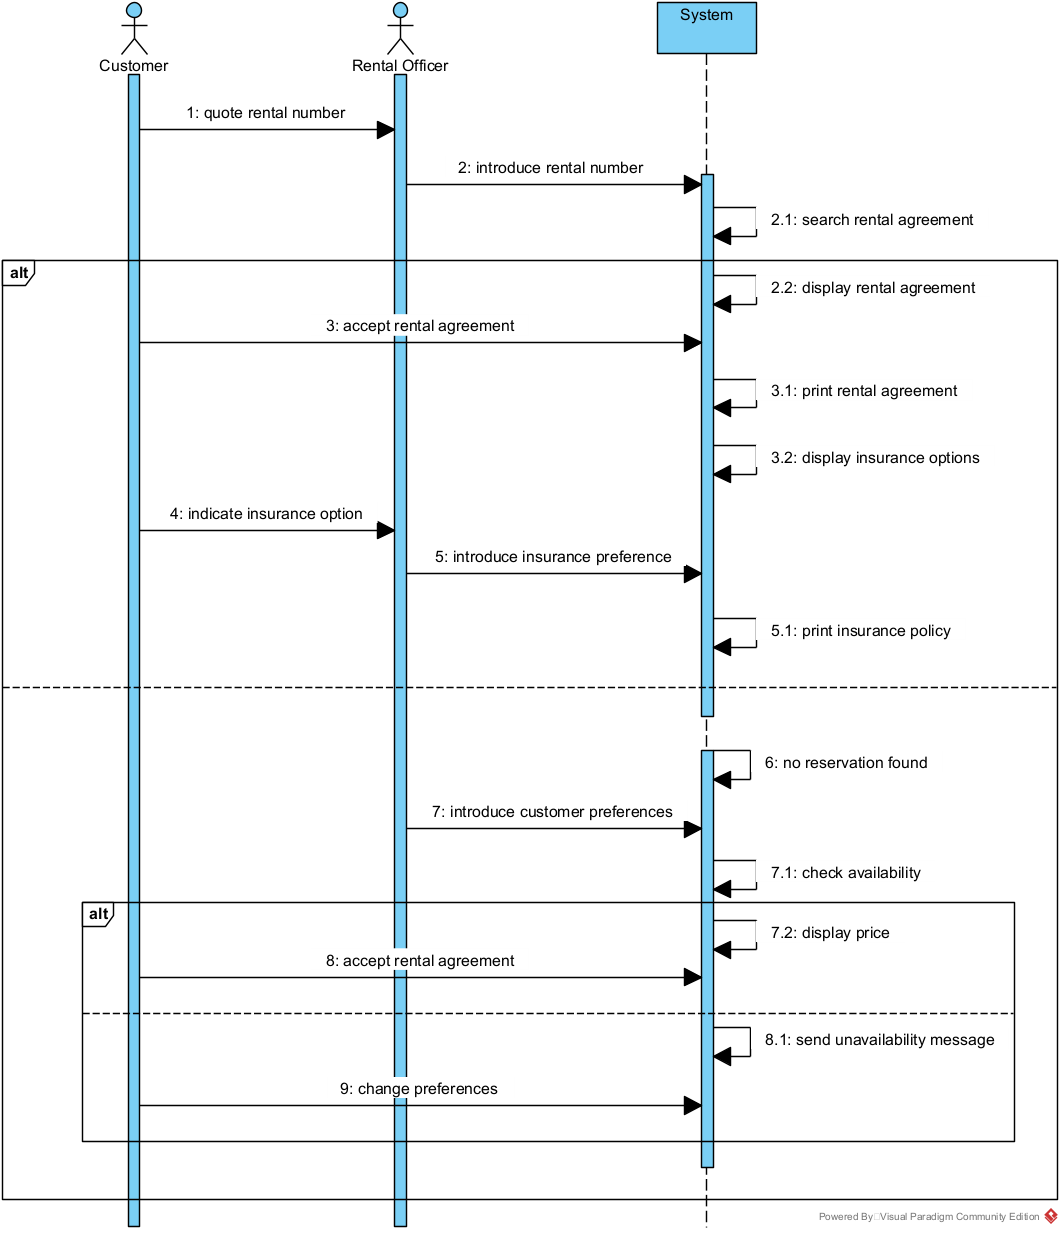 Customer
Rental Officer
System
1: quote rental number
2: introduce rental number
2.1: search rental agreement
alt
2.2: display rental agreement
3: accept rental agreement
3.1: print rental agreement
3.2: display insurance options
4: indicate insurance option
5: introduce insurance preference
5.1: print insurance policy
6: no reservation found
7: introduce customer preferences
7.1: check availability
alt
7.2: display price
8: accept rental agreement
8.1: send unavailability message
9: change preferences
Powered By Visual Paradigm Community Edition